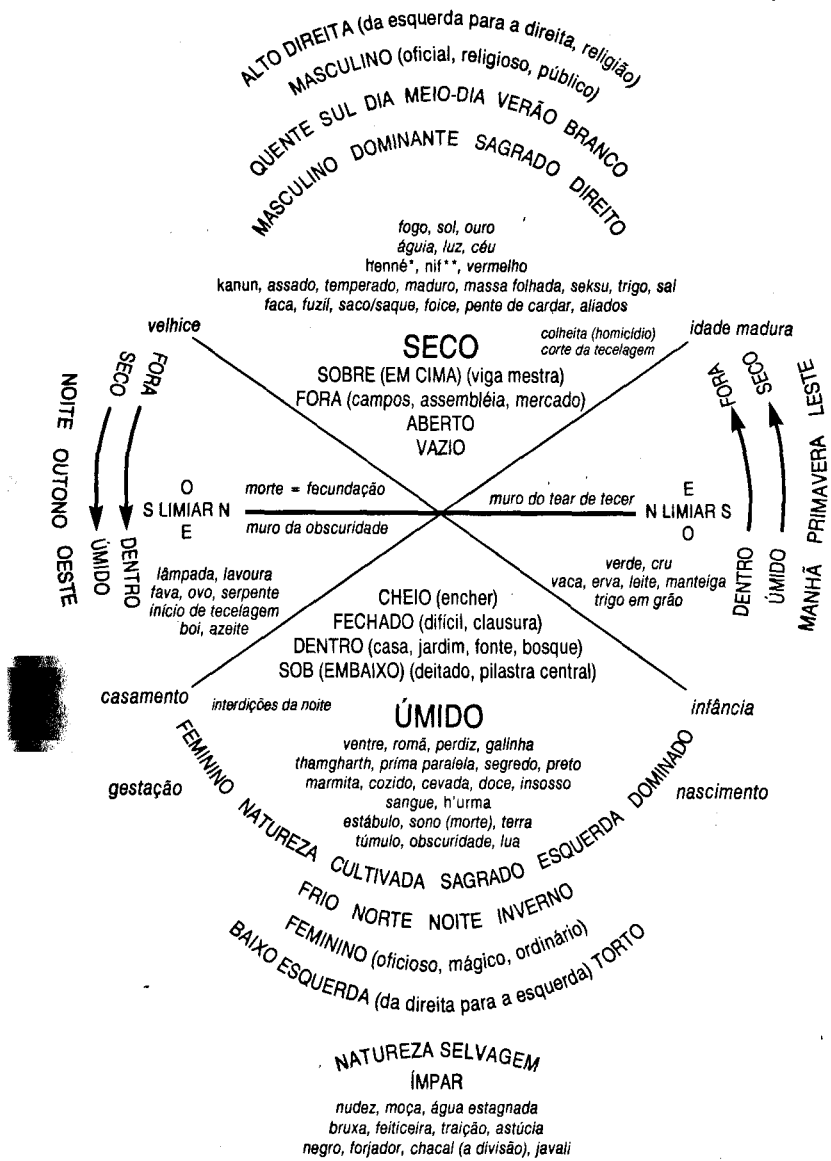 ALTO DIREITA (da esquerda para a direita, religião)
MASCULINO (oficial, religioso, público)
QUENTE SUL DIA MEIO-DIA VERÃO BRANCO
MASCULINO DOMINANTE SAGRADO DIREITO
fogo, sol, ouro
águia, luz, céu
henné*, nif**, vermelho
kanun, assado, temperado, maduro, massa folhada, seksu, trigo, sal
faca, fuzil, saco/saque, foice, pente de cardar, aliados
velhice
colheita (homicídio)
corte da tecelagem
idade madura
SECO
SOBRE (EM CIMA) (viga mestra)
FORA (campos, assembléia, mercado)
ABERTO
VAZIO
NOITE OUTONO OESTE
SECO
ÚMIDO
FORA
DENTRO
O
S LIMIAR N
E
morte = fecundação
muro da obscuridade
muro do tear de tecer
E
N LIMIAR S
O
FORA
DENTRO
SECO
ÚMIDO
MANHÃ PRIMAVERA LESTE
lâmpada, lavoura
fava, ovo, serpente
início de tecelagem
boi, azeite
verde, cru
vaca, erva, leite, manteiga
trigo em grão
CHEIO (encher)
FECHADO (difícil, clausura)
DENTRO (casa, jardim, fonte, bosque)
SOB (EMBAIXO) (deitado, pilastra central)
casamento
interdições da noite
infância
ÚMIDO
ventre, romã, perdiz, galinha
thamgharth, prima paralela, segredo, preto
marmita, cozido, cevada, doce, insosso
sangue, h'urma
estábulo, sono (morte), terra
túmulo, obscuridade, lua
gestação
nascimento
FEMININO NATUREZA CULTIVADA SAGRADO ESQUERDA DOMINADO
FRIO NORTE NOITE INVERNO
FEMININO (oficioso, mágico, ordinário)
BAIXO ESQUERDA (da direita para a esquerda) TORTO
NATUREZA SELVAGEM
ÍMPAR
nudez, moça, água estagnada
bruxa, feiticeira, traição, astúcia
negro, forjador, chacal (a divisão), javali